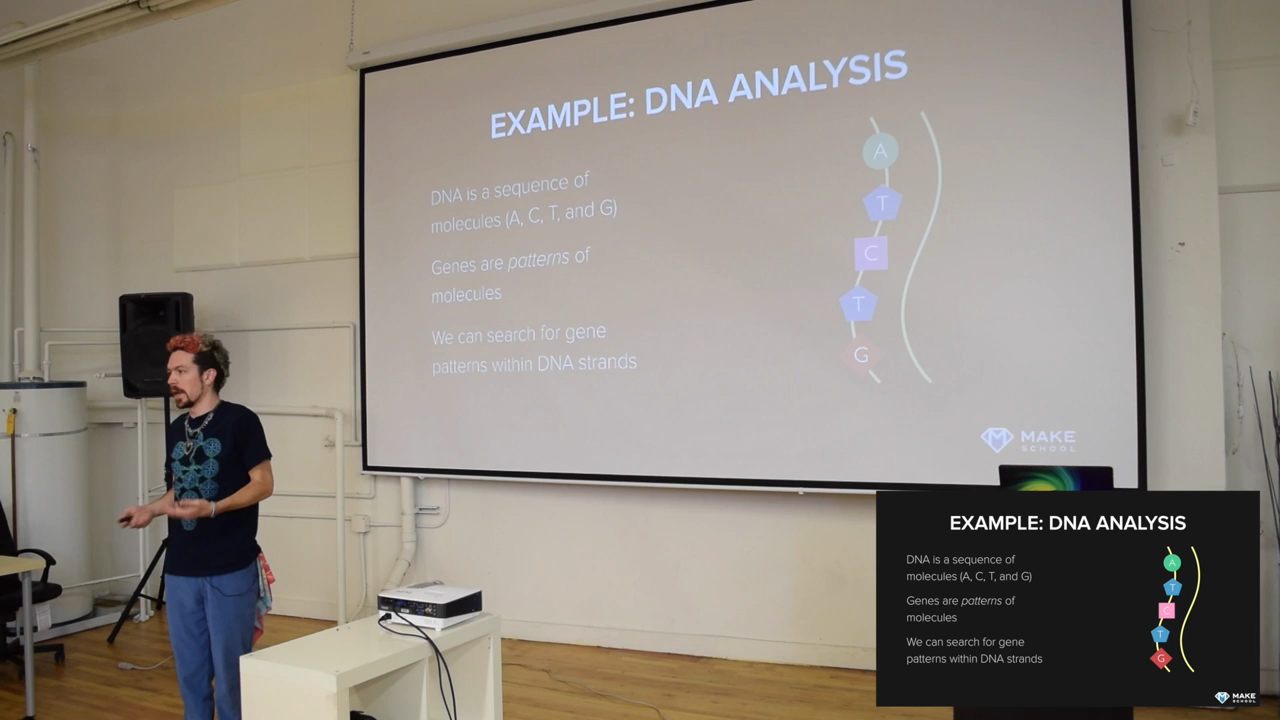 EXAMPLE: DNA ANALYSIS
DNA is a sequence of
molecules (A, C, T, and G)
Genes are patterns of
molecules
We can search for gene
patterns within DNA strands
A
T
C
T
G
MAKE
SCHOOL
EXAMPLE: DNA ANALYSIS
DNA is a sequence of
molecules (A, C, T, and G)
Genes are patterns of
molecules
We can search for gene
patterns within DNA strands
A
T
C
T
G
MAKE
SCHOOL